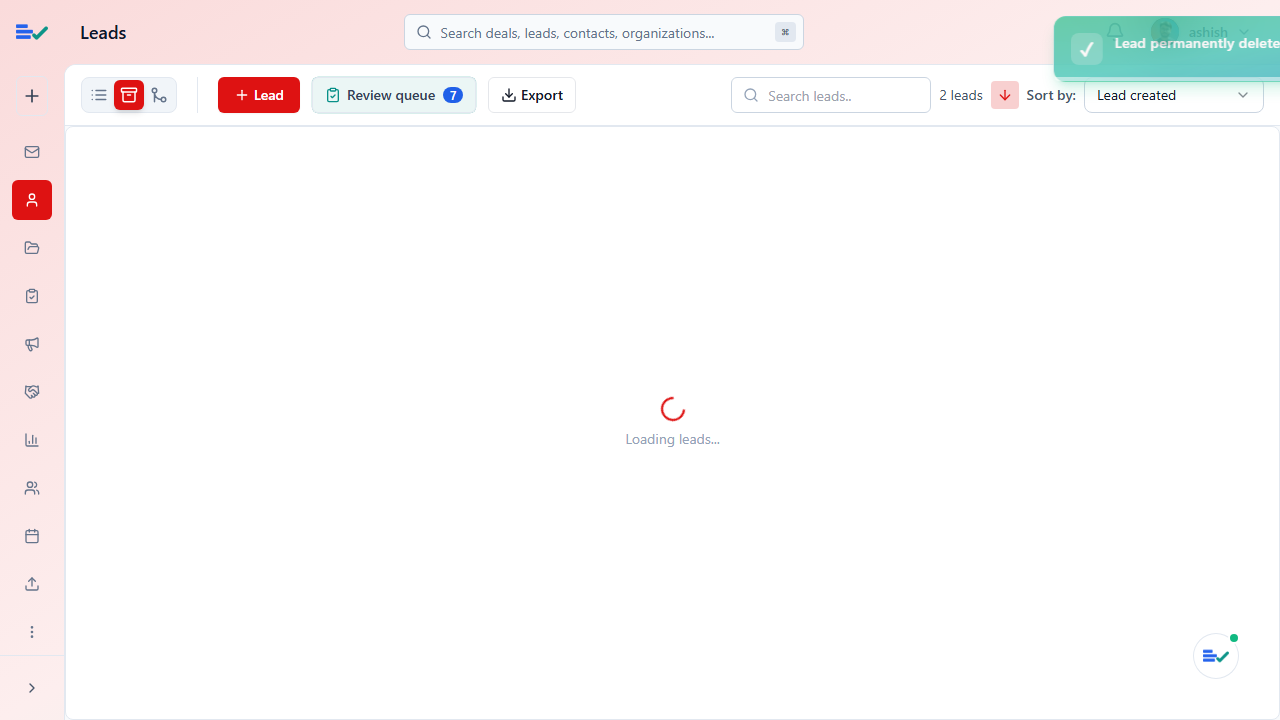 Leads
Search deals, leads, contacts, organizations...
⌘
ashish
Lead permanently delete
Lead
Review queue 7
Export
Search leads..
2 leads
Sort by:
Lead created
Loading leads...